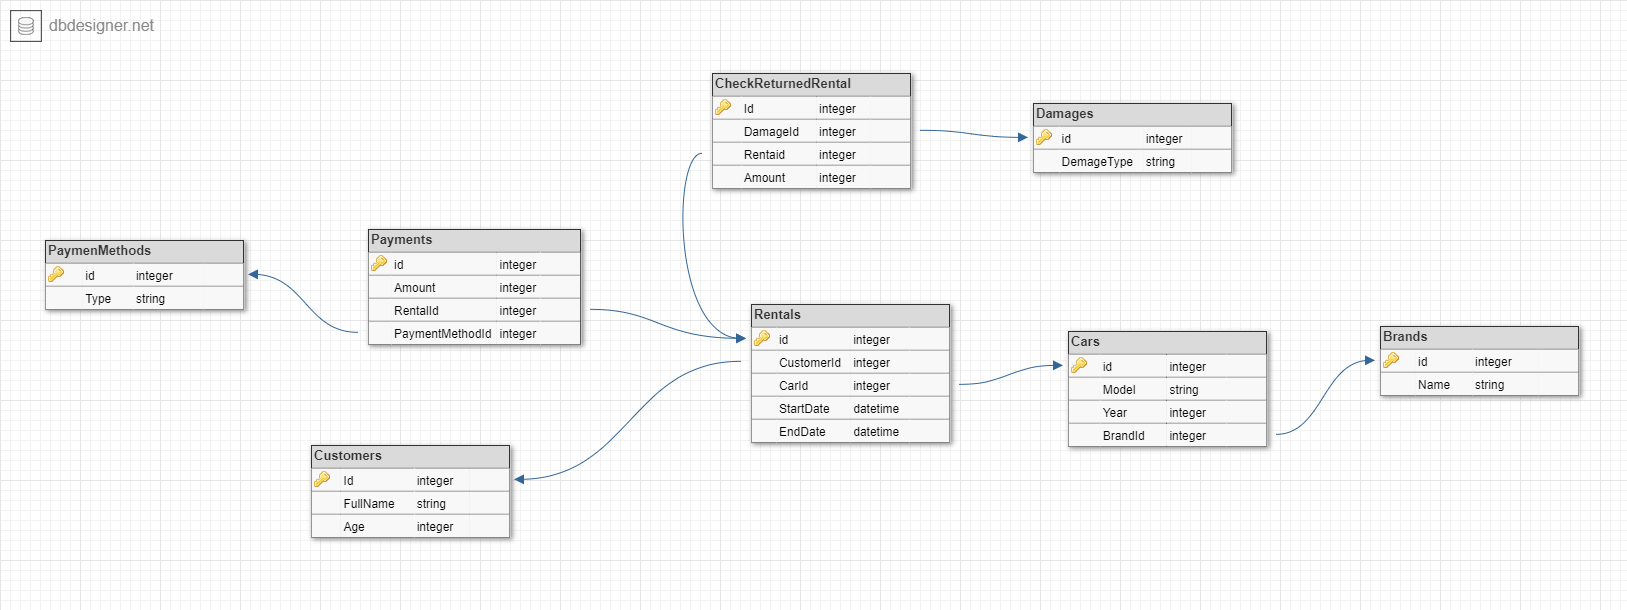 dbdesigner.net
CheckReturnedRental
Id integer
DamageId integer
Rentaid integer
Amount integer
Damages
id integer
DemageType string
PaymenMethods
id integer
Type string
Payments
id integer
Amount integer
RentalId integer
PaymentMethodId integer
Rentals
id integer
CustomerId integer
CarId integer
StartDate datetime
EndDate datetime
Cars
id integer
Model string
Year integer
BrandId integer
Brands
id integer
Name string
Customers
Id integer
FullName string
Age integer